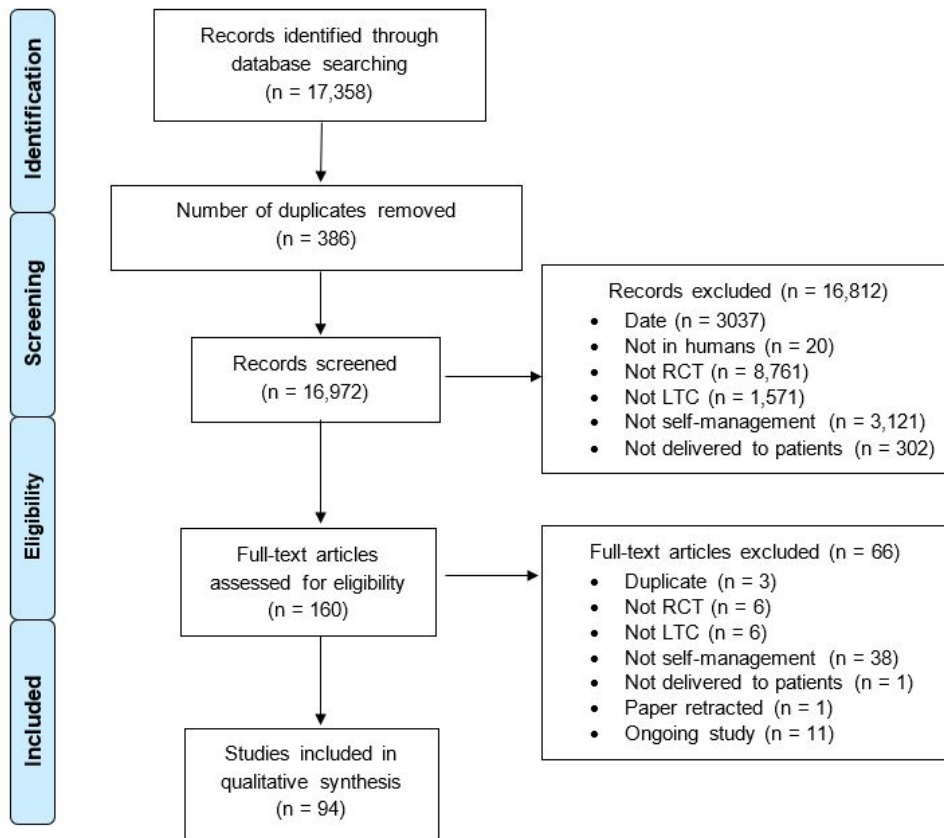 Identification
Records identified through
database searching
(n = 17,358)
Number of duplicates removed
(n = 386)
Screening
Records screened
(n = 16,972)
Records excluded (n = 16,812)
• Date (n = 3037)
• Not in humans (n = 20)
• Not RCT (n = 8,761)
• Not LTC (n = 1,571)
• Not self-management (n = 3,121)
• Not delivered to patients (n = 302)
Eligibility
Full-text articles
assessed for eligibility
(n = 160)
Full-text articles excluded (n = 66)
• Duplicate (n = 3)
• Not RCT (n = 6)
• Not LTC (n = 6)
• Not self-management (n = 38)
• Not delivered to patients (n = 1)
• Paper retracted (n = 1)
• Ongoing study (n = 11)
Included
Studies included in
qualitative synthesis
(n = 94)